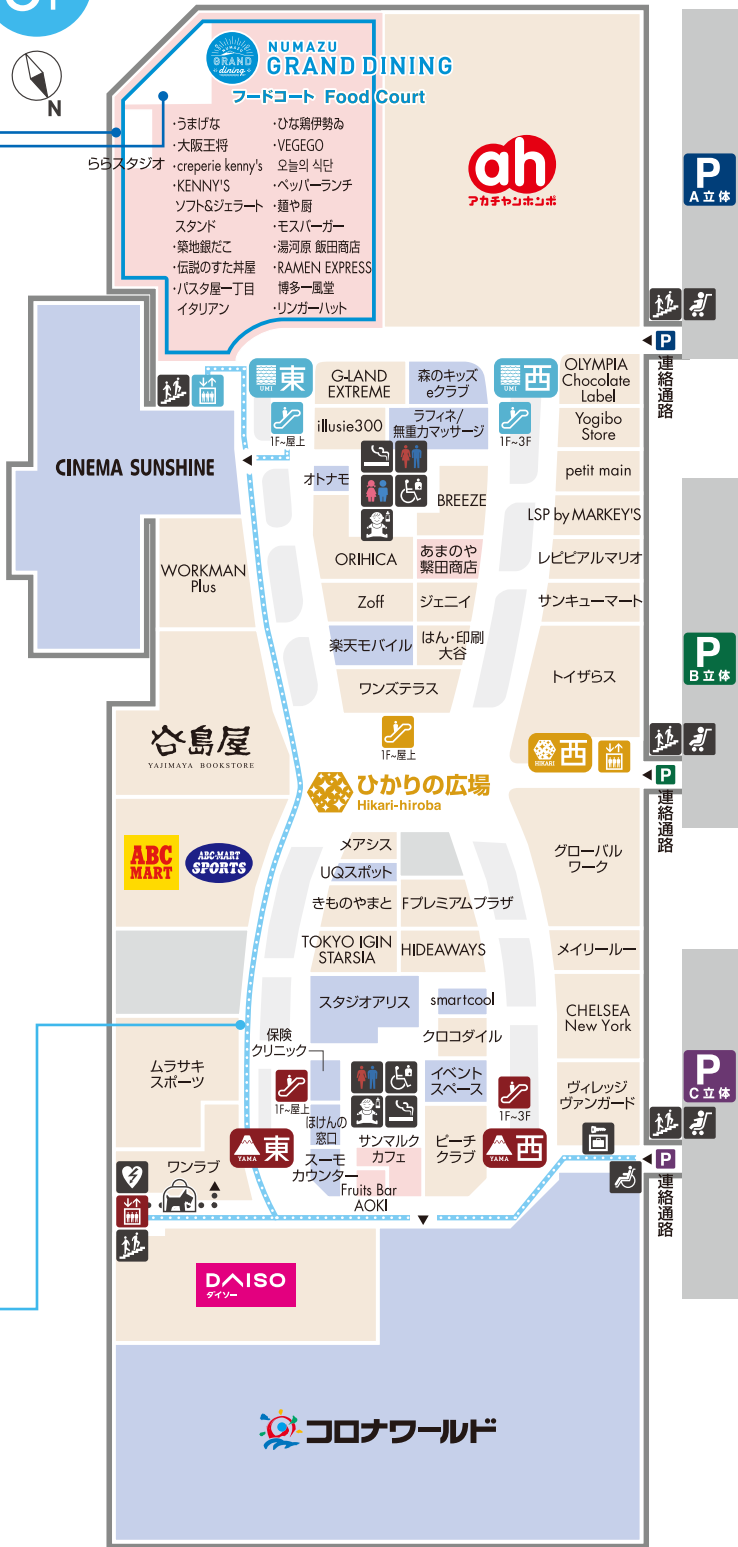 N
NUMAZU
GRAND dining
NUMAZU
GRAND DINING
フードコート Food Court
ららスタジオ
・うまげな
・大阪王将
・creperie kenny's
・KENNY'S
ソフト&ジェラート
スタンド
・築地銀だこ
・伝説のすた丼屋
・パスタ屋一丁目
イタリアン
・ひな鶏伊勢ゐ
・VEGEGO
오늘의 식단
・ペッパーランチ
・麺や厨
・モスバーガー
・湯河原 飯田商店
・RAMEN EXPRESS
博多一風堂
・リンガーハット
ah
アカチャンホンポ
P
A立体
P
連絡通路
UMI 東
1F~屋上
G-LAND
EXTREME
森のキッズ
eクラブ
UMI 西
1F~3F
OLYMPIA
Chocolate
Label
illusie300
ラフィネ/
無重力マッサージ
Yogibo
Store
CINEMA SUNSHINE
オトナモ
BREEZE
petit main
LSP by MARKEY'S
WORKMAN
Plus
ORIHICA
あまのや
繋田商店
レピピアルマリオ
Zoff
ジェニイ
サンキューマート
楽天モバイル
はん・印刷
大谷
ワンズテラス
トイザらス
P
B立体
谷島屋
YAJIMAYA BOOKSTORE
1F~屋上
HIKARI 西
P
連絡通路
ひかりの広場
Hikari-hiroba
ABC
MART
ABC-MART
SPORTS
メアシス
UQスポット
きものやまと
Fプレミアムプラザ
グローバル
ワーク
TOKYO IGIN
STARSIA
HIDEAWAYS
メイリールー
スタジオアリス
smartcool
CHELSEA
New York
保険
クリニック
クロコダイル
ムラサキ
スポーツ
1F~屋上
イベント
スペース
1F~3F
ヴィレッジ
ヴァンガード
P
C立体
ほけんの
窓口
YAMA 東
サンマルク
カフェ
ピーチ
クラブ
YAMA 西
スーモ
カウンター
Fruits Bar
AOKI
ワンラブ
P
連絡通路
DAISO
ダイソー
コロナワールド